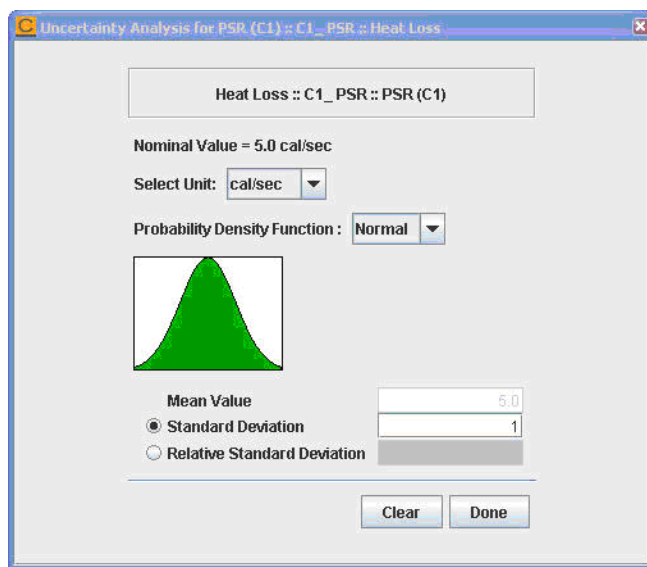 C Uncertainty Analysis for PSR (C1) :: C1_ PSR :: Heat Loss
Heat Loss :: C1_ PSR :: PSR (C1)
Nominal Value = 5.0 cal/sec
Select Unit: cal/sec
Probability Density Function : Normal
Mean Value 5.0
Standard Deviation 1
Relative Standard Deviation
Clear Done